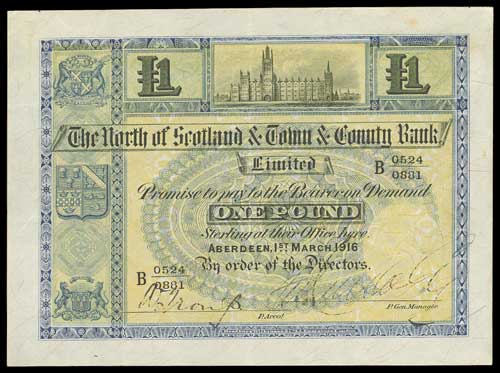 £1 £1
The North of Scotland & Town & County Bank
Limited
B 0524
0881
Promise to pay to the Bearer on Demand
ONE POUND
Sterling at their Office here
ABERDEEN, 1ST MARCH 1916
By order of the Directors.
B 0524
0881
P. Acct.
P. Gen. Manager